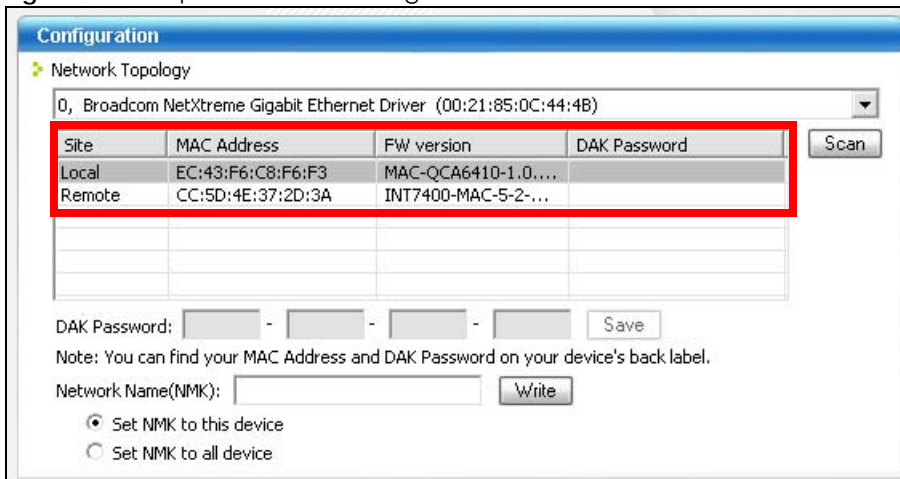 Configuration
Network Topology
0, Broadcom NetXtreme Gigabit Ethernet Driver (00:21:85:0C:44:4B)
Site MAC Address FW version DAK Password Scan
Local EC:43:F6:C8:F6:F3 MAC-QCA6410-1.0....
Remote CC:5D:4E:37:2D:3A INT7400-MAC-5-2-...
DAK Password: - - - Save
Note: You can find your MAC Address and DAK Password on your device's back label.
Network Name(NMK): Write
Set NMK to this device
Set NMK to all device